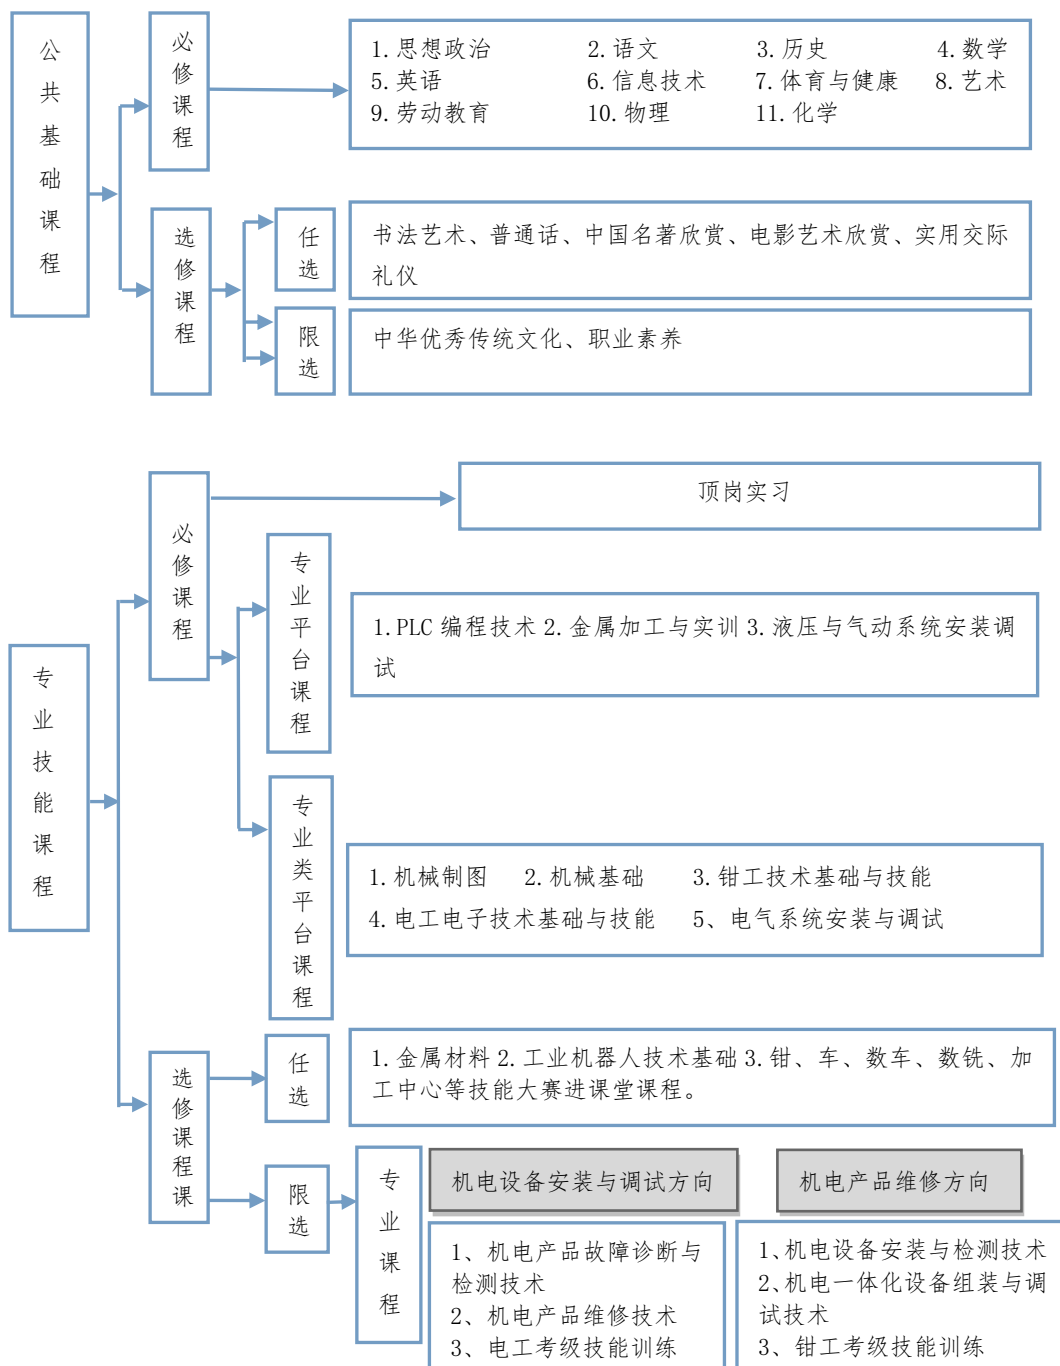 公共基础课程
必修课程
1.思想政治 2.语文 3.历史 4.数学
5.英语 6.信息技术 7.体育与健康 8.艺术
9.劳动教育 10.物理 11.化学
选修课程
任选
书法艺术、普通话、中国名著欣赏、电影艺术欣赏、实用交际
礼仪
限选
中华优秀传统文化、职业素养
专业技能课程
必修课程
顶岗实习
专业平台课程
1.PLC 编程技术 2.金属加工与实训 3.液压与气动系统安装调
试
专业类平台课程
1.机械制图 2.机械基础 3.钳工技术基础与技能
4.电工电子技术基础与技能 5、电气系统安装与调试
选修课程课
任选
1.金属材料 2.工业机器人技术基础 3.钳、车、数车、数铣、加
工中心等技能大赛进课堂课程。
限选
专业课程
机电设备安装与调试方向
1、机电产品故障诊断与
检测技术
2、机电产品维修技术
3、电工考级技能训练
机电产品维修方向
1、机电设备安装与检测技术
2、机电一体化设备组装与调
试技术
3、钳工考级技能训练